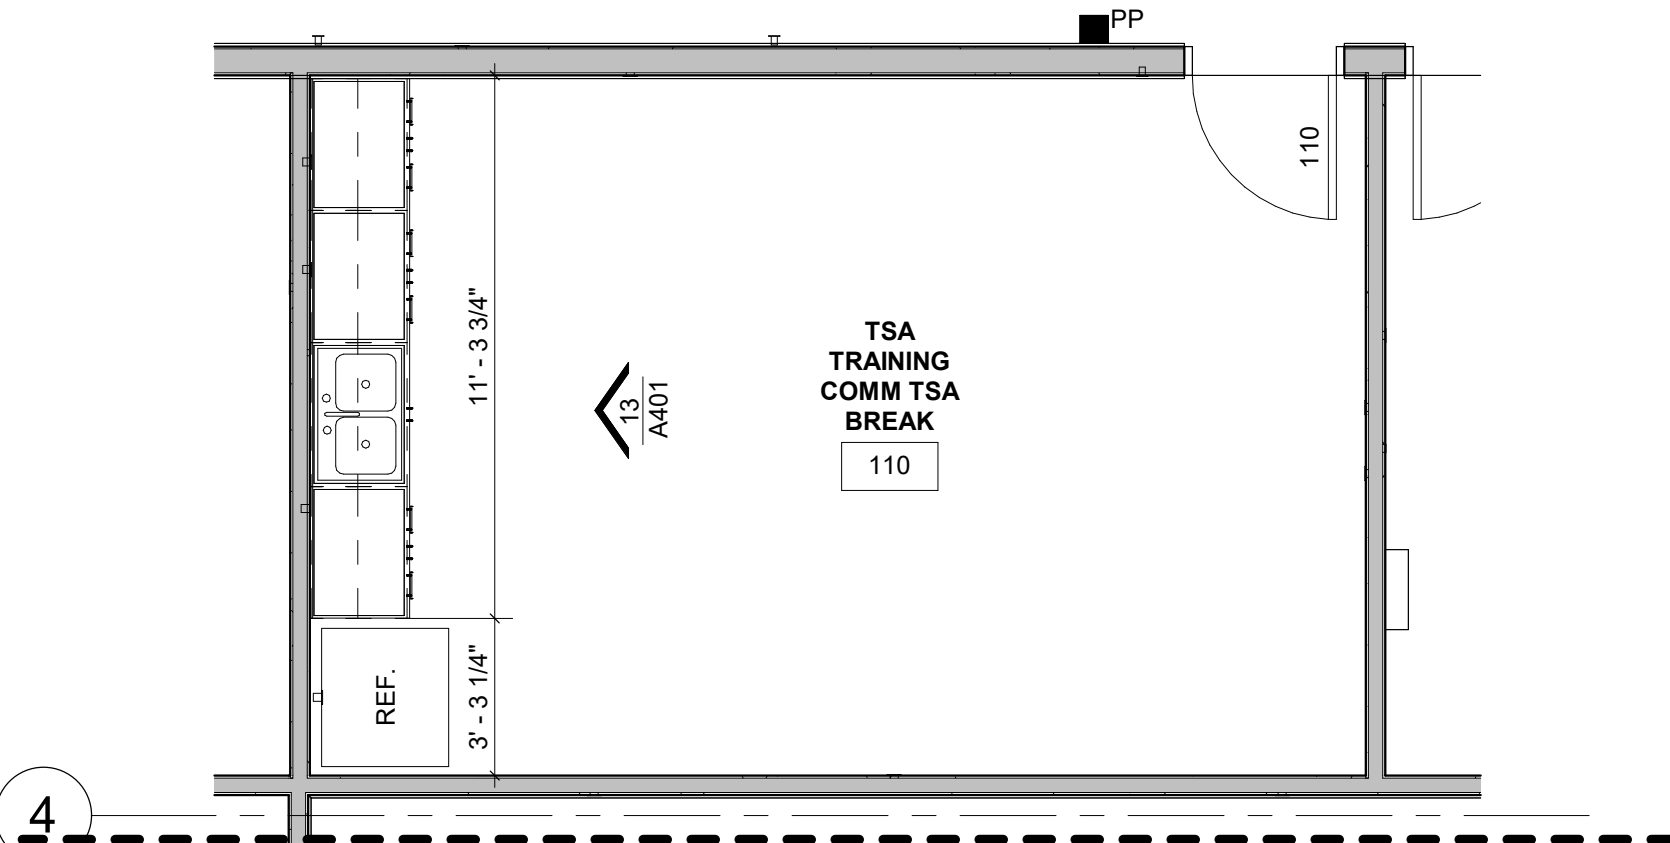 PP
110
11' - 3 3/4"
13
A401
TSA
TRAINING
COMM TSA
BREAK
110
REF.
3' - 3 1/4"
4